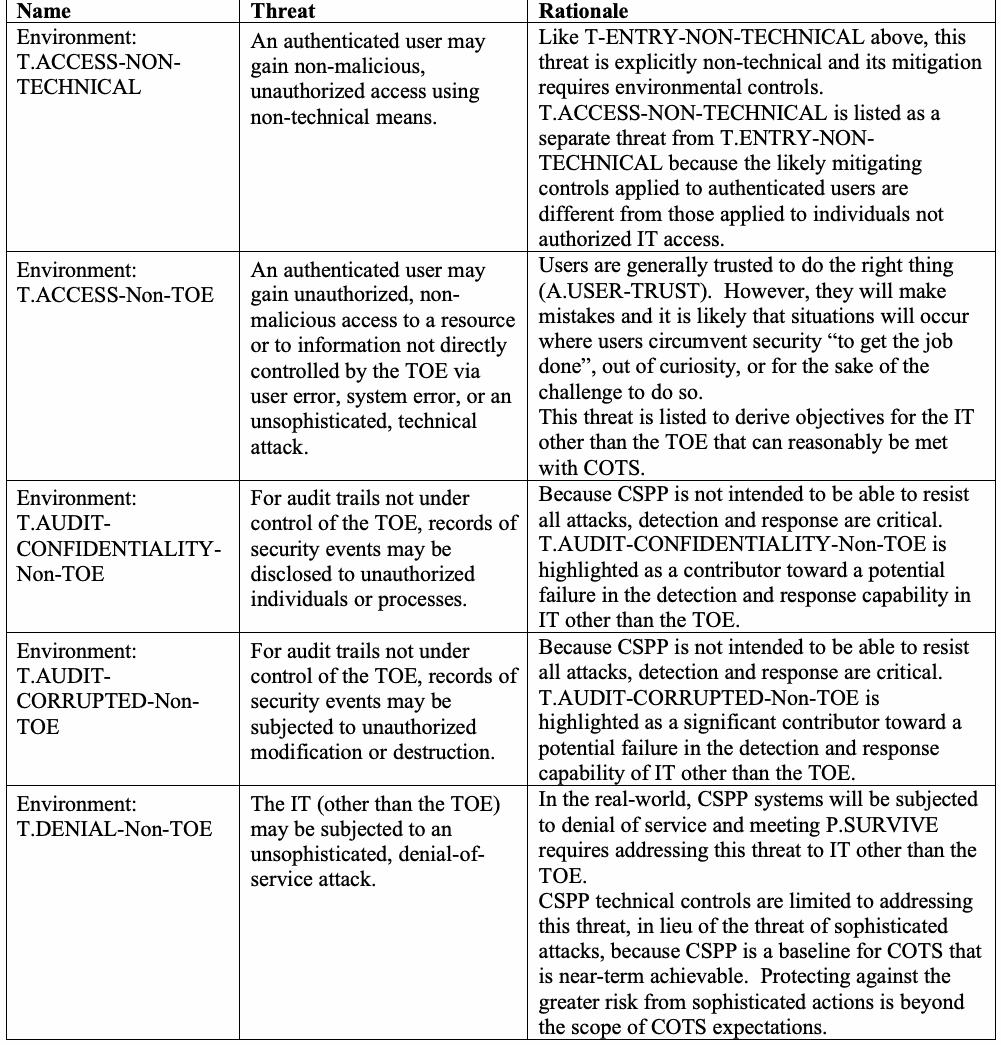 Name
Threat
Rationale
Environment:
T.ACCESS-NON-
TECHNICAL
An authenticated user may
gain non-malicious,
unauthorized access using
non-technical means.
Like T-ENTRY-NON-TECHNICAL above, this
threat is explicitly non-technical and its mitigation
requires environmental controls.
T.ACCESS-NON-TECHNICAL is listed as a
separate threat from T.ENTRY-NON-
TECHNICAL because the likely mitigating
controls applied to authenticated users are
different from those applied to individuals not
authorized IT access.
Environment:
T.ACCESS-Non-TOE
An authenticated user may
gain unauthorized, non-
malicious access to a resource
or to information not directly
controlled by the TOE via
user error, system error, or an
unsophisticated, technical
attack.
Users are generally trusted to do the right thing
(A.USER-TRUST).  However, they will make
mistakes and it is likely that situations will occur
where users circumvent security “to get the job
done”, out of curiosity, or for the sake of the
challenge to do so.
This threat is listed to derive objectives for the IT
other than the TOE that can reasonably be met
with COTS.
Environment:
T.AUDIT-
CONFIDENTIALITY-
Non-TOE
For audit trails not under
control of the TOE, records of
security events may be
disclosed to unauthorized
individuals or processes.
Because CSPP is not intended to be able to resist
all attacks, detection and response are critical.
T.AUDIT-CONFIDENTIALITY-Non-TOE is
highlighted as a contributor toward a potential
failure in the detection and response capability in
IT other than the TOE.
Environment:
T.AUDIT-
CORRUPTED-Non-
TOE
For audit trails not under
control of the TOE, records of
security events may be
subjected to unauthorized
modification or destruction.
Because CSPP is not intended to be able to resist
all attacks, detection and response are critical.
T.AUDIT-CORRUPTED-Non-TOE is
highlighted as a significant contributor toward a
potential failure in the detection and response
capability of IT other than the TOE.
Environment:
T.DENIAL-Non-TOE
The IT (other than the TOE)
may be subjected to an
unsophisticated, denial-of-
service attack.
In the real-world, CSPP systems will be subjected
to denial of service and meeting P.SURVIVE
requires addressing this threat to IT other than the
TOE.
CSPP technical controls are limited to addressing
this threat, in lieu of the threat of sophisticated
attacks, because CSPP is a baseline for COTS that
is near-term achievable.  Protecting against the
greater risk from sophisticated actions is beyond
the scope of COTS expectations.